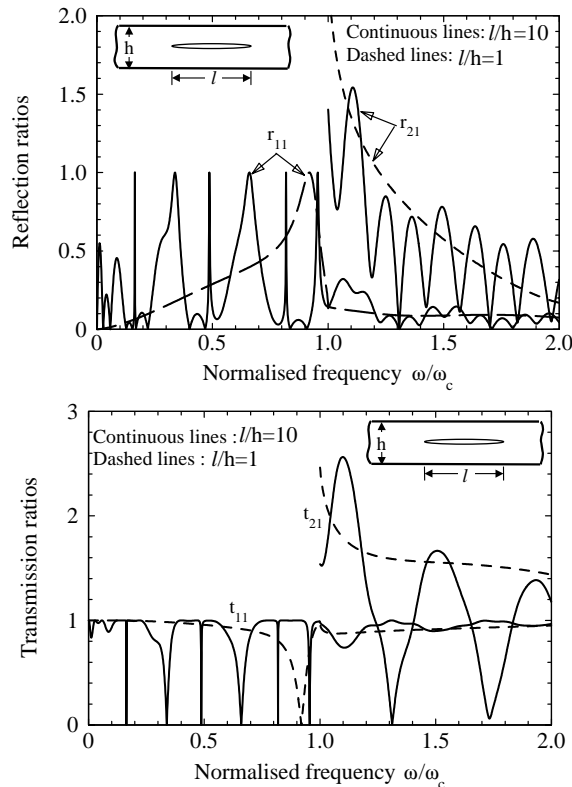 2.0
1.5
1.0
0.5
0
Reflection ratios
h
l
Continuous lines: l/h=10
Dashed lines: l/h=1
r₁₁
r₂₁
0 0.5 1.0 1.5 2.0
Normalised frequency ω/ω_c
3
2
1
0
Transmission ratios
Continuous lines : l/h=10
Dashed lines : l/h=1
h
l
t₂₁
t₁₁
0 0.5 1.0 1.5 2.0
Normalised frequency ω/ω_c